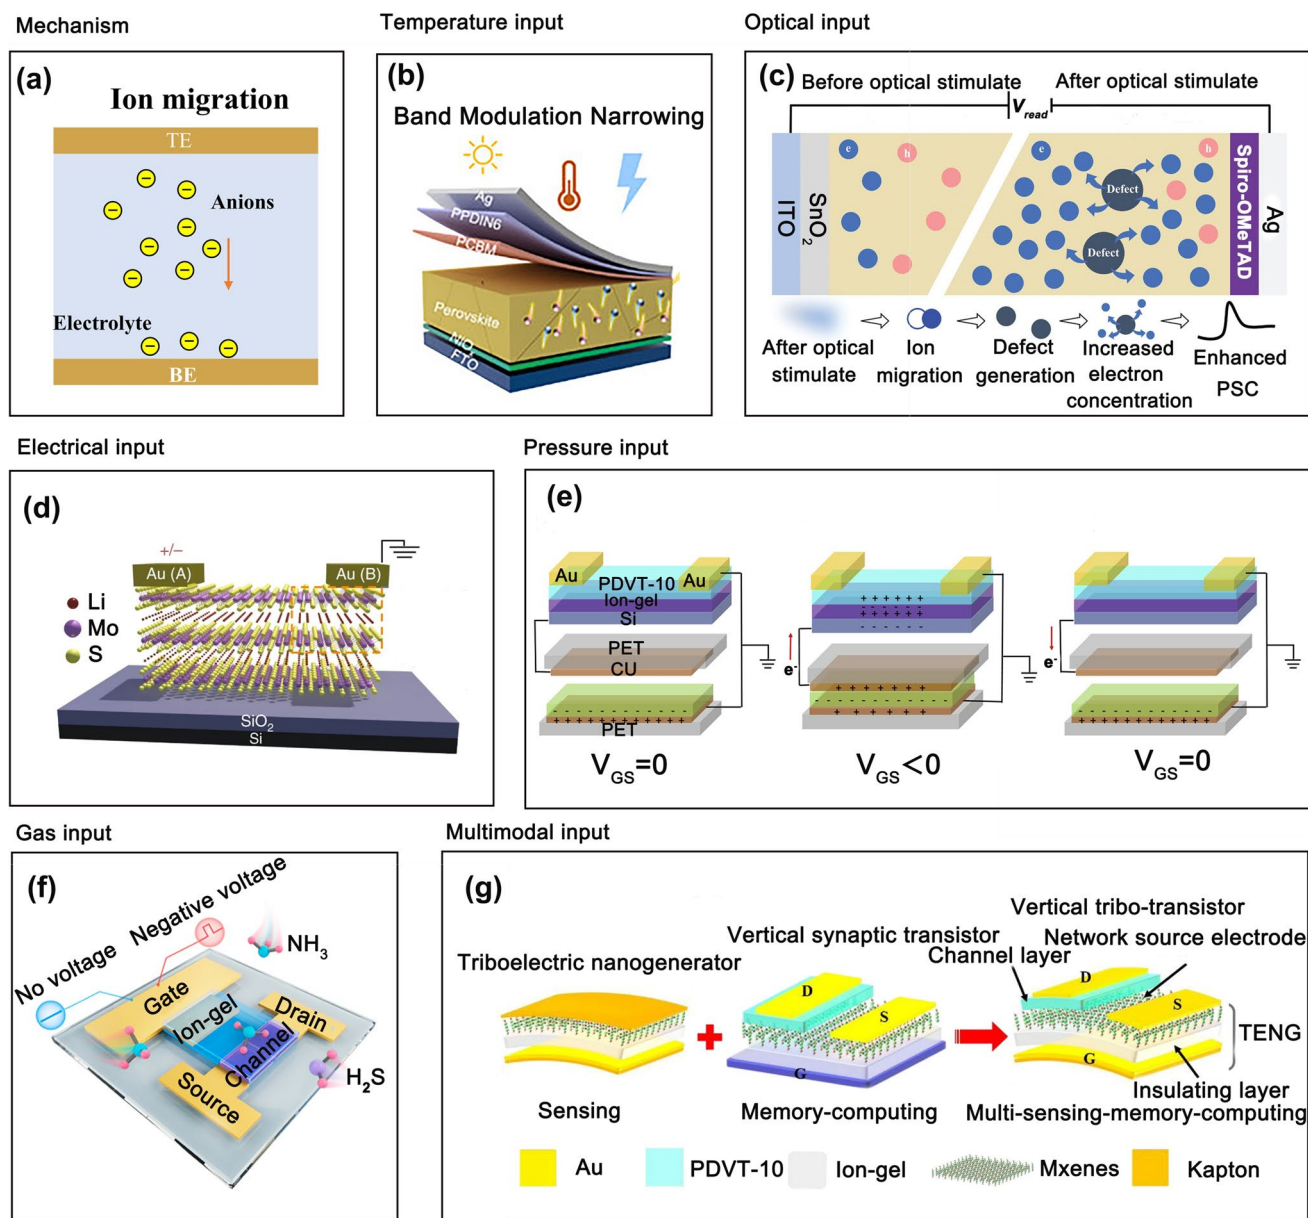 Mechanism
Temperature input
Optical input
(a)
Ion migration
TE
Anions
Electrolyte
BE
(b)
Band Modulation Narrowing
Ag
PPDIN6
PCBM
Perovskite
NiOx
FTO
(c)
Before optical stimulate
After optical stimulate
Vread
ITO
SnO2
e
h
e
h
Defect
Defect
Spiro-OMeTAD
Ag
After optical
stimulate
Ion
migration
Defect
generation
Increased
electron
concentration
Enhanced
PSC
Electrical input
Pressure input
(d)
+/−
Au (A)
Au (B)
Li
Mo
S
SiO2
Si
(e)
Au
PDVT-10
Au
Ion-gel
Si
PET
CU
PET
VGS=0
e-
VGS<0
e-
VGS=0
Gas input
Multimodal input
(f)
No voltage
Negative voltage
NH3
Gate
Ion-gel
Drain
Channel
Source
H2S
(g)
Triboelectric nanogenerator
Vertical synaptic transistor
Vertical tribo-transistor
Network source electrode
Channel layer
D
S
G
D
S
G
TENG
Insulating layer
Sensing
Memory-computing
Multi-sensing-memory-computing
Au
PDVT-10
Ion-gel
Mxenes
Kapton